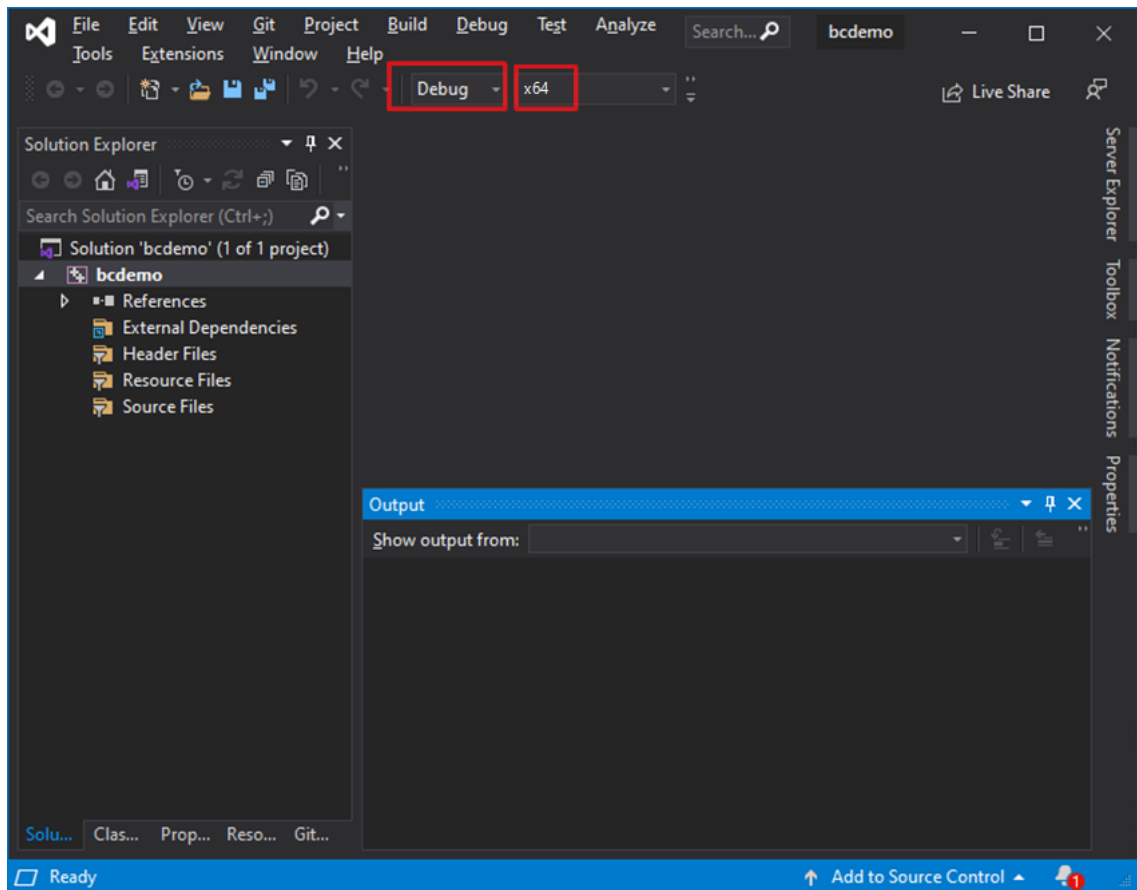 File Edit View Git Project Build Debug Test Analyze Search... bcdemo
Tools Extensions Window Help
Debug x64 Live Share
Solution Explorer
Search Solution Explorer (Ctrl+;)
Solution 'bcdemo' (1 of 1 project)
bcdemo
References
External Dependencies
Header Files
Resource Files
Source Files
Output
Show output from:
Solu... Clas... Prop... Reso... Git...
Server Explorer
Toolbox
Notifications
Properties
Ready Add to Source Control 1